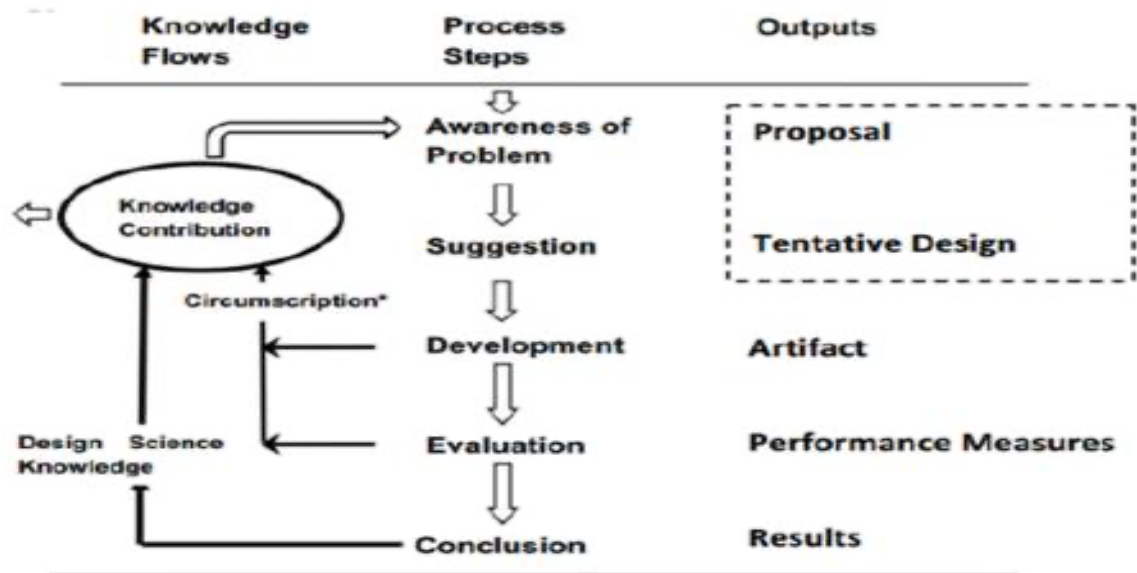 Knowledge Flows
Process Steps
Outputs
Awareness of Problem
Proposal
Knowledge Contribution
Suggestion
Tentative Design
Circumscription*
Development
Artifact
Design Science Knowledge
Evaluation
Performance Measures
Conclusion
Results